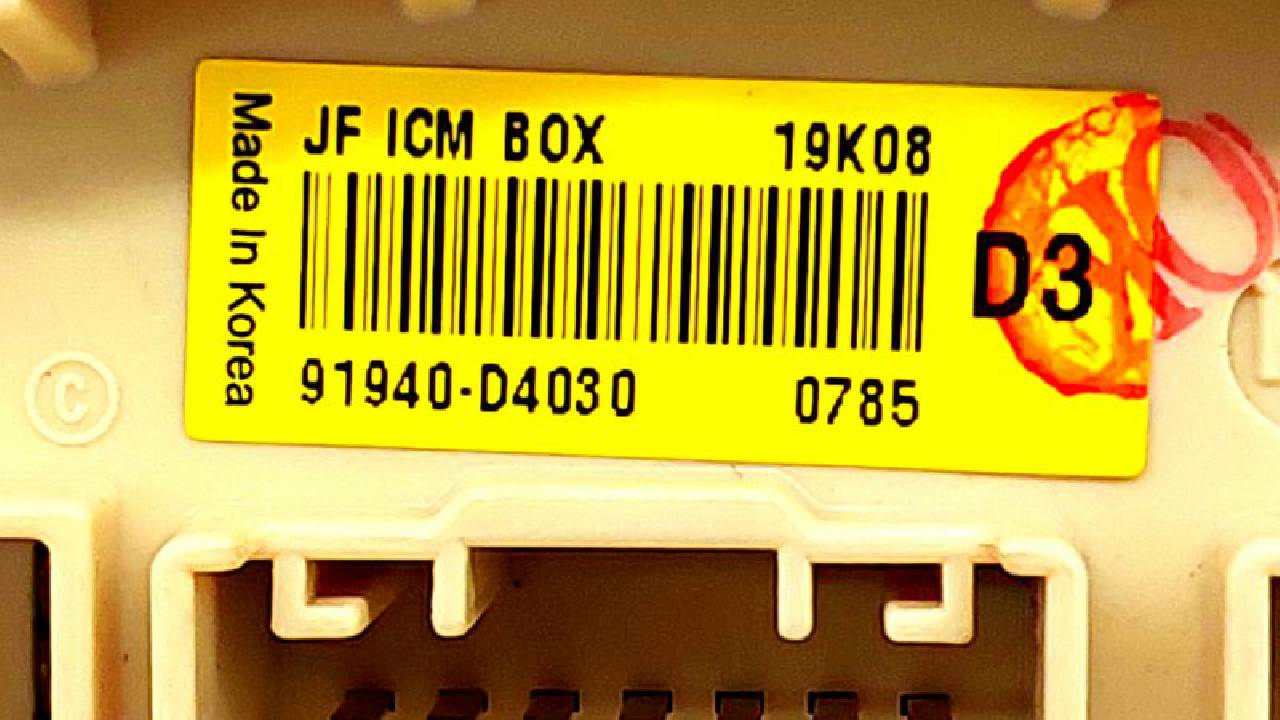 Made In Korea
JF ICM BOX 19K08
D3
91940-D4030 0785
C